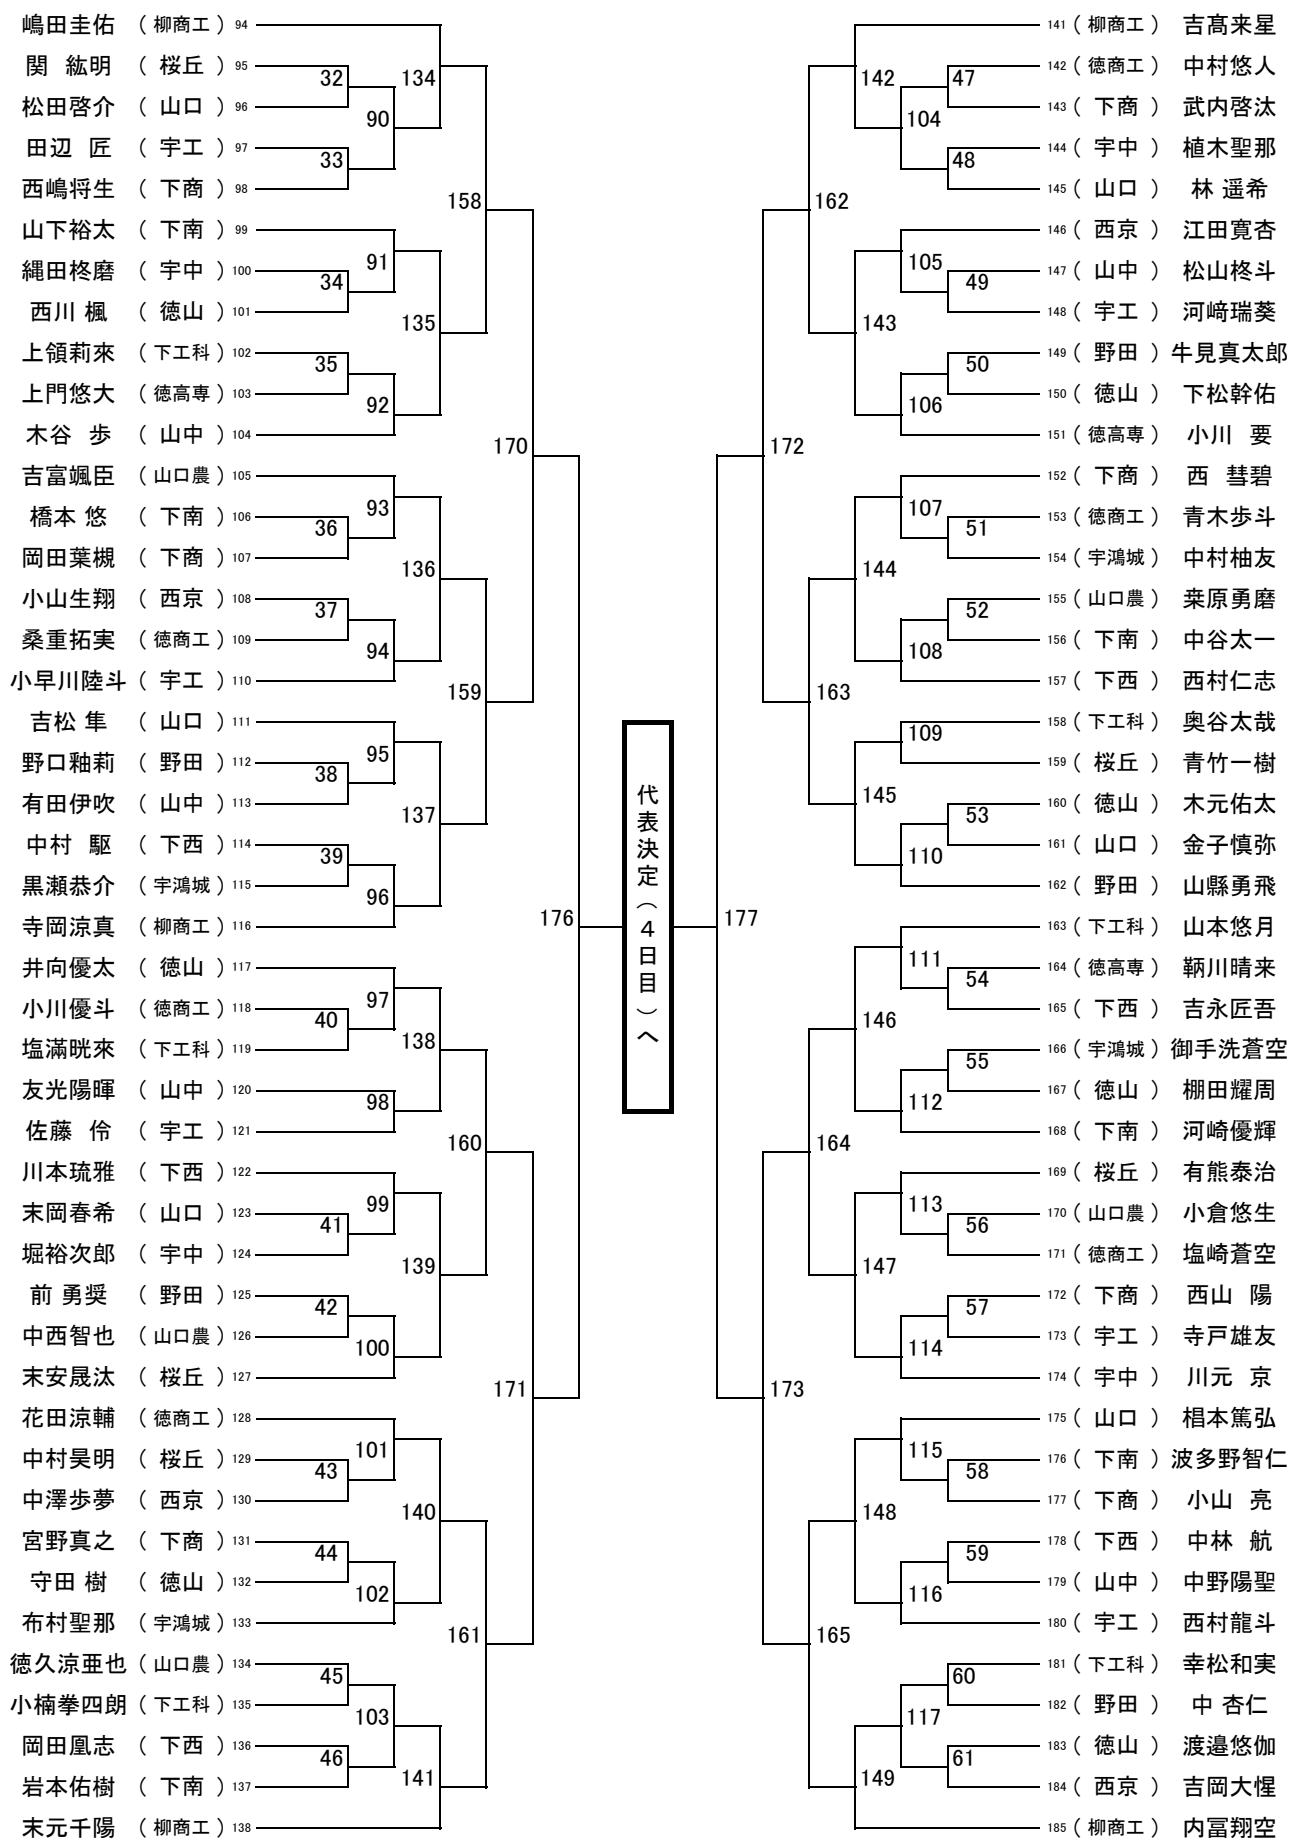 嶋田圭佑 （ 柳商工 ） 94
134
関 紘明 （ 桜丘 ） 95
32
松田啓介 （ 山口 ） 96
90
田辺 匠 （ 宇工 ） 97
33
西嶋将生 （ 下商 ） 98
158
山下裕太 （ 下南 ） 99
91
縄田柊磨 （ 宇中 ） 100
34
西川 楓 （ 徳山 ） 101
135
上領莉來 （ 下工科 ） 102
35
上門悠大 （ 徳高専 ） 103
92
木谷 歩 （ 山中 ） 104
170
吉富颯臣 （ 山口農 ） 105
93
橋本 悠 （ 下南 ） 106
36
岡田葉槻 （ 下商 ） 107
136
小山生翔 （ 西京 ） 108
37
桑重拓実 （ 徳商工 ） 109
94
小早川陸斗 （ 宇工 ） 110
159
吉松 隼 （ 山口 ） 111
95
野口釉莉 （ 野田 ） 112
38
有田伊吹 （ 山中 ） 113
137
中村 駆 （ 下西 ） 114
39
黒瀬恭介 （ 宇鴻城 ） 115
96
寺岡涼真 （ 柳商工 ） 116
176
井向優太 （ 徳山 ） 117
97
小川優斗 （ 徳商工 ） 118
40
塩満晄來 （ 下工科 ） 119
138
友光陽暉 （ 山中 ） 120
98
佐藤 伶 （ 宇工 ） 121
160
川本琉雅 （ 下西 ） 122
99
末岡春希 （ 山口 ） 123
41
堀裕次郎 （ 宇中 ） 124
139
前 勇奨 （ 野田 ） 125
42
中西智也 （ 山口農 ） 126
100
末安晟汰 （ 桜丘 ） 127
171
花田涼輔 （ 徳商工 ） 128
101
中村昊明 （ 桜丘 ） 129
43
中澤歩夢 （ 西京 ） 130
140
宮野真之 （ 下商 ） 131
44
守田 樹 （ 徳山 ） 132
102
布村聖那 （ 宇鴻城 ） 133
161
徳久涼亜也 （ 山口農 ） 134
45
小楠拳四朗 （ 下工科 ） 135
103
岡田凰志 （ 下西 ） 136
46
岩本佑樹 （ 下南 ） 137
141
末元千陽 （ 柳商工 ） 138
代表決定（４日目）へ
141 （ 柳商工 ） 吉髙来星
142
142 （ 徳商工 ） 中村悠人
47
143 （ 下商 ） 武内啓汰
104
144 （ 宇中 ） 植木聖那
48
145 （ 山口 ） 林 遥希
162
146 （ 西京 ） 江田寛杏
105
147 （ 山中 ） 松山柊斗
49
148 （ 宇工 ） 河﨑瑞葵
143
149 （ 野田 ） 牛見真太郎
50
150 （ 徳山 ） 下松幹佑
106
151 （ 徳高専 ） 小川 要
172
152 （ 下商 ） 西 彗碧
107
153 （ 徳商工 ） 青木歩斗
51
154 （ 宇鴻城 ） 中村柚友
144
155 （ 山口農 ） 桒原勇磨
52
156 （ 下南 ） 中谷太一
108
157 （ 下西 ） 西村仁志
163
158 （ 下工科 ） 奥谷太哉
109
159 （ 桜丘 ） 青竹一樹
145
160 （ 徳山 ） 木元佑太
53
161 （ 山口 ） 金子慎弥
110
162 （ 野田 ） 山縣勇飛
177
163 （ 下工科 ） 山本悠月
111
164 （ 徳高専 ） 鞆川晴来
54
165 （ 下西 ） 吉永匠吾
146
166 （ 宇鴻城 ） 御手洗蒼空
55
167 （ 徳山 ） 棚田耀周
112
168 （ 下南 ） 河崎優輝
164
169 （ 桜丘 ） 有熊泰治
113
170 （ 山口農 ） 小倉悠生
56
171 （ 徳商工 ） 塩崎蒼空
147
172 （ 下商 ） 西山 陽
57
173 （ 宇工 ） 寺戸雄友
114
174 （ 宇中 ） 川元 京
173
175 （ 山口 ） 椙本篤弘
115
176 （ 下南 ） 波多野智仁
58
177 （ 下商 ） 小山 亮
148
178 （ 下西 ） 中林 航
59
179 （ 山中 ） 中野陽聖
116
180 （ 宇工 ） 西村龍斗
165
181 （ 下工科 ） 幸松和実
60
182 （ 野田 ） 中 杏仁
117
183 （ 徳山 ） 渡邉悠伽
61
184 （ 西京 ） 吉岡大惺
149
185 （ 柳商工 ） 内冨翔空